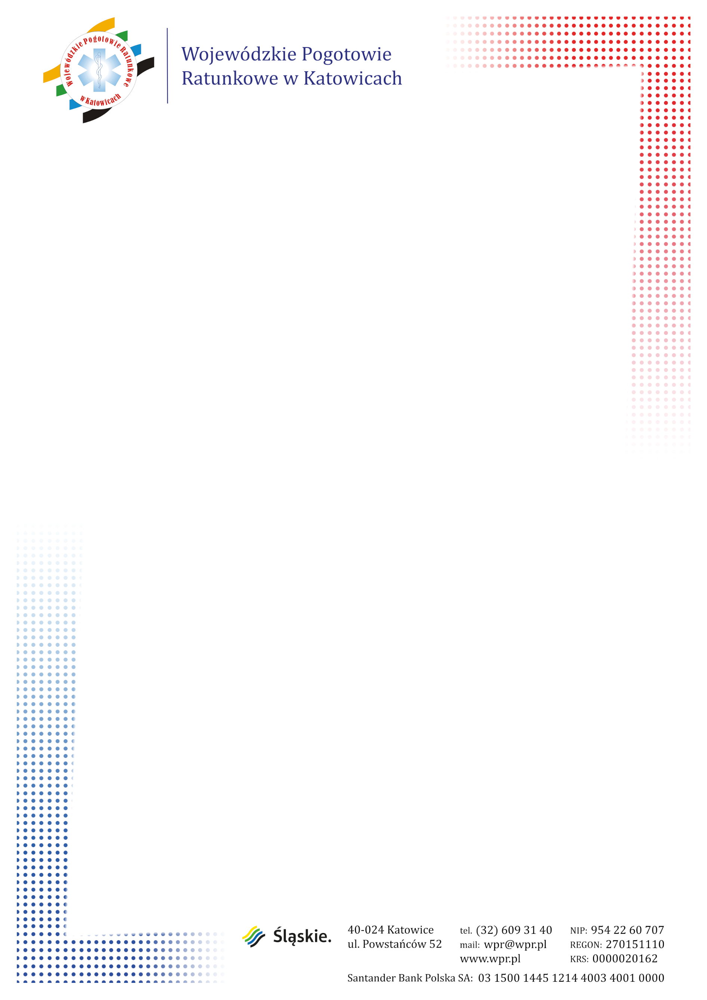 Wojewódzkie Pogotowie Ratunkowe
w Katowicach
Wojewódzkie Pogotowie
Ratunkowe w Katowicach
Śląskie.
40-024 Katowice
ul. Powstańców 52
tel. (32) 609 31 40
mail: wpr@wpr.pl
www.wpr.pl
NIP: 954 22 60 707
REGON: 270151110
KRS: 0000020162
Santander Bank Polska SA: 03 1500 1445 1214 4003 4001 0000